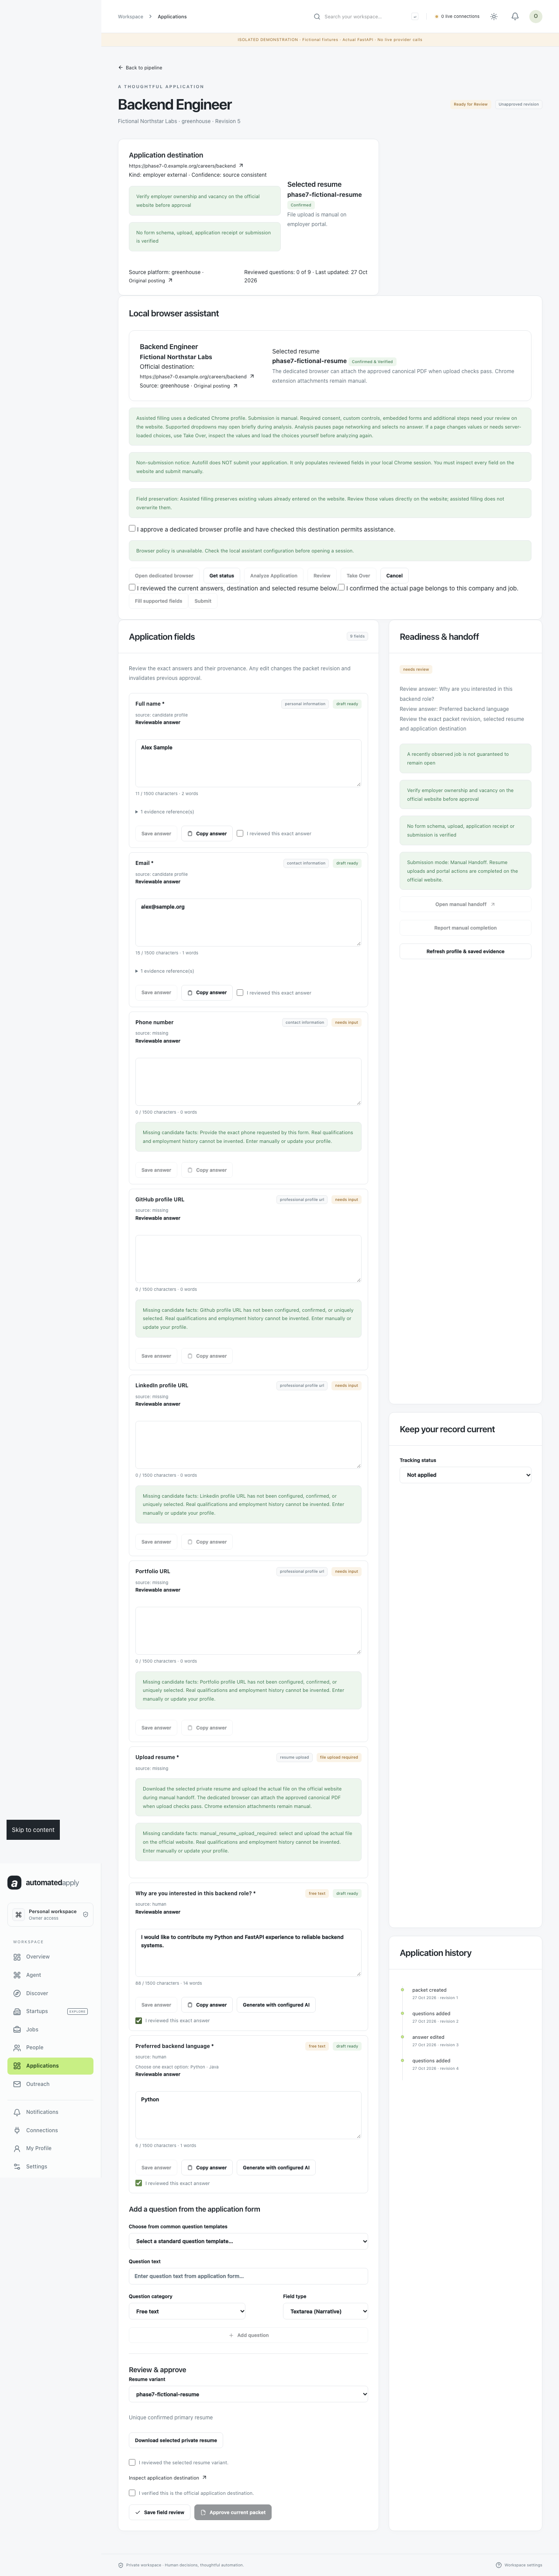 Workspace > Applications
Search your workspace...
0 live connections
O
ISOLATED DEMONSTRATION · Fictional fixtures · Actual FastAPI · No live provider calls
← Back to pipeline
A THOUGHTFUL APPLICATION
Backend Engineer
Ready for Review
Unapproved revision
Fictional Northstar Labs · greenhouse · Revision 5
Application destination
https://phase7-0.example.org/careers/backend
Kind: employer external · Confidence: source consistent
Verify employer ownership and vacancy on the official
website before approval
No form schema, upload, application receipt or submission
is verified
Selected resume
phase7-fictional-resume
Confirmed
File upload is manual on
employer portal.
Source platform: greenhouse ·
Original posting
Reviewed questions: 0 of 9 · Last updated: 27 Oct
2026
Local browser assistant
Backend Engineer
Fictional Northstar Labs
Official destination:
https://phase7-0.example.org/careers/backend
Source: greenhouse · Original posting
Selected resume
phase7-fictional-resume Confirmed & Verified
The dedicated browser can attach the approved canonical PDF when upload checks pass. Chrome
extension attachments remain manual.
Assisted filling uses a dedicated Chrome profile. Submission is manual. Required consent, custom controls, embedded forms and additional steps need your review on
the website. Supported dropdowns may open briefly during analysis. Analysis pauses page networking and selects no answer. If a page changes values or needs server-
loaded choices, use Take Over, inspect the values and load the choices yourself before analyzing again.
Non-submission notice: Autofill does NOT submit your application. It only populates reviewed fields in your local Chrome session. You must inspect every field on the
website and submit manually.
Field preservation: Assisted filling preserves existing values already entered on the website. Review those values directly on the website; assisted filling does not
overwrite them.
I approve a dedicated browser profile and have checked this destination permits assistance.
Browser policy is unavailable. Check the local assistant configuration before opening a session.
Open dedicated browser
Get status
Analyze Application
Review
Take Over
Cancel
I reviewed the current answers, destination and selected resume below.
I confirmed the actual page belongs to this company and job.
Fill supported fields
Submit
Application fields
9 fields
Review the exact answers and their provenance. Any edit changes the packet revision and
invalidates previous approval.
Full name *
personal information
draft ready
source: candidate profile
Reviewable answer
Alex Sample
11 / 1500 characters · 2 words
1 evidence reference(s)
Save answer
Copy answer
I reviewed this exact answer
Email *
contact information
draft ready
source: candidate profile
Reviewable answer
alex@sample.org
15 / 1500 characters · 1 words
1 evidence reference(s)
Save answer
Copy answer
I reviewed this exact answer
Phone number
contact information
needs input
source: missing
Reviewable answer
0 / 1500 characters · 0 words
Missing candidate facts: Provide the exact phone requested by this form. Real qualifications
and employment history cannot be invented. Enter manually or update your profile.
Save answer
Copy answer
GitHub profile URL
professional profile url
needs input
source: missing
Reviewable answer
0 / 1500 characters · 0 words
Missing candidate facts: Github profile URL has not been configured, confirmed, or uniquely
selected. Real qualifications and employment history cannot be invented. Enter manually or
update your profile.
Save answer
Copy answer
LinkedIn profile URL
professional profile url
needs input
source: missing
Reviewable answer
0 / 1500 characters · 0 words
Missing candidate facts: Linkedin profile URL has not been configured, confirmed, or
uniquely selected. Real qualifications and employment history cannot be invented. Enter
manually or update your profile.
Save answer
Copy answer
Portfolio URL
professional profile url
needs input
source: missing
Reviewable answer
0 / 1500 characters · 0 words
Missing candidate facts: Portfolio profile URL has not been configured, confirmed, or
uniquely selected. Real qualifications and employment history cannot be invented. Enter
manually or update your profile.
Save answer
Copy answer
Upload resume *
resume upload
file upload required
source: missing
Download the selected private resume and upload the actual file on the official website
during manual handoff. The dedicated browser can attach the approved canonical PDF
when upload checks pass. Chrome extension attachments remain manual.
Missing candidate facts: manual_resume_upload_required: select and upload the actual file
on the official website. Real qualifications and employment history cannot be invented.
Enter manually or update your profile.
Why are you interested in this backend role? *
free text
draft ready
source: human
Reviewable answer
I would like to contribute my Python and FastAPI experience to reliable backend
systems.
88 / 1500 characters · 14 words
Save answer
Copy answer
Generate with configured AI
I reviewed this exact answer
Preferred backend language *
free text
draft ready
source: human
Choose one exact option: Python · Java
Reviewable answer
Python
6 / 1500 characters · 1 words
Save answer
Copy answer
Generate with configured AI
I reviewed this exact answer
Add a question from the application form
Choose from common question templates
Select a standard question template...
Question text
Enter question text from application form...
Question category
Free text
Field type
Textarea (Narrative)
+ Add question
Review & approve
Resume variant
phase7-fictional-resume
Unique confirmed primary resume
Download selected private resume
I reviewed the selected resume variant.
Inspect application destination
I verified this is the official application destination.
Save field review
Approve current packet
Readiness & handoff
needs review
Review answer: Why are you interested in this
backend role?
Review answer: Preferred backend language
Review the exact packet revision, selected resume
and application destination
A recently observed job is not guaranteed to
remain open
Verify employer ownership and vacancy on the
official website before approval
No form schema, upload, application receipt or
submission is verified
Submission mode: Manual Handoff. Resume
uploads and portal actions are completed on the
official website.
Open manual handoff
Report manual completion
Refresh profile & saved evidence
Keep your record current
Tracking status
Not applied
Application history
packet created
27 Oct 2026 · revision 1
questions added
27 Oct 2026 · revision 2
answer edited
27 Oct 2026 · revision 3
questions added
27 Oct 2026 · revision 4
Skip to content
a automatedapply
Personal workspace
Owner access
WORKSPACE
Overview
Agent
Discover
Startups
EXPLORE
Jobs
People
Applications
Outreach
Notifications
Connections
My Profile
Settings
Private workspace · Human decisions, thoughtful automation.
Workspace settings